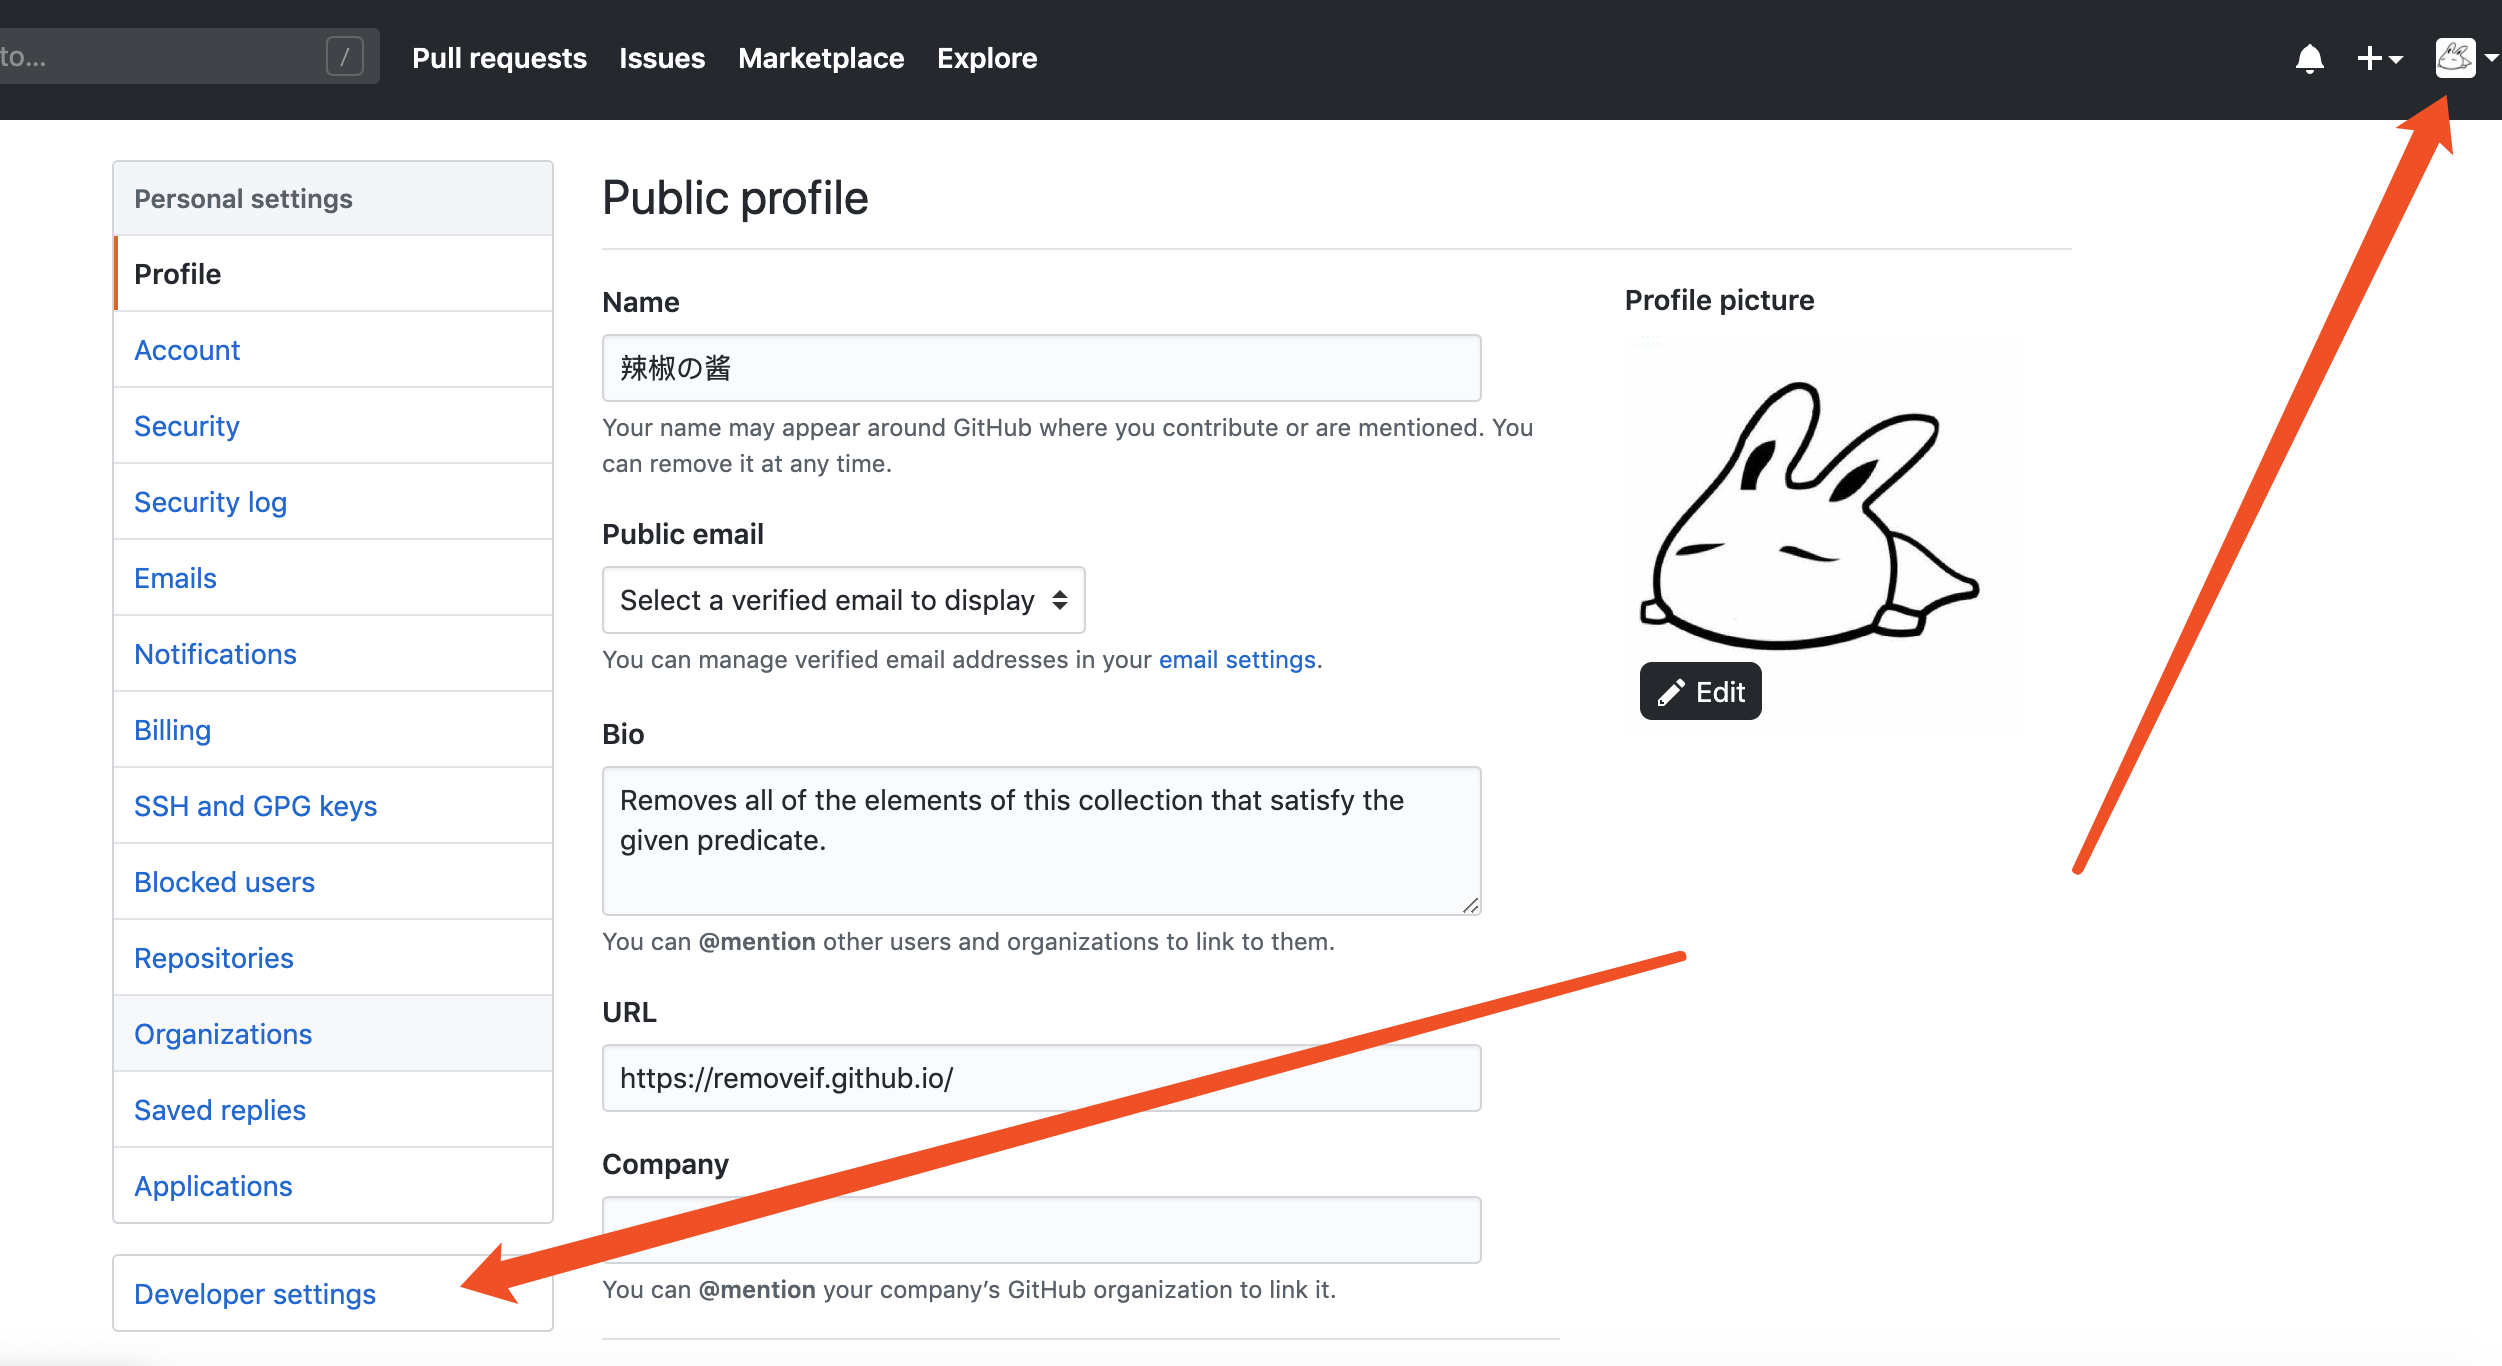 to... /
Pull requests Issues Marketplace Explore
Personal settings
Profile
Account
Security
Security log
Emails
Notifications
Billing
SSH and GPG keys
Blocked users
Repositories
Organizations
Saved replies
Applications
Developer settings
Public profile
Name
辣椒の酱
Your name may appear around GitHub where you contribute or are mentioned. You
can remove it at any time.
Public email
Select a verified email to display
You can manage verified email addresses in your email settings.
Bio
Removes all of the elements of this collection that satisfy the
given predicate.
You can @mention other users and organizations to link to them.
URL
https://removeif.github.io/
Company
You can @mention your company’s GitHub organization to link it.
Profile picture
Edit